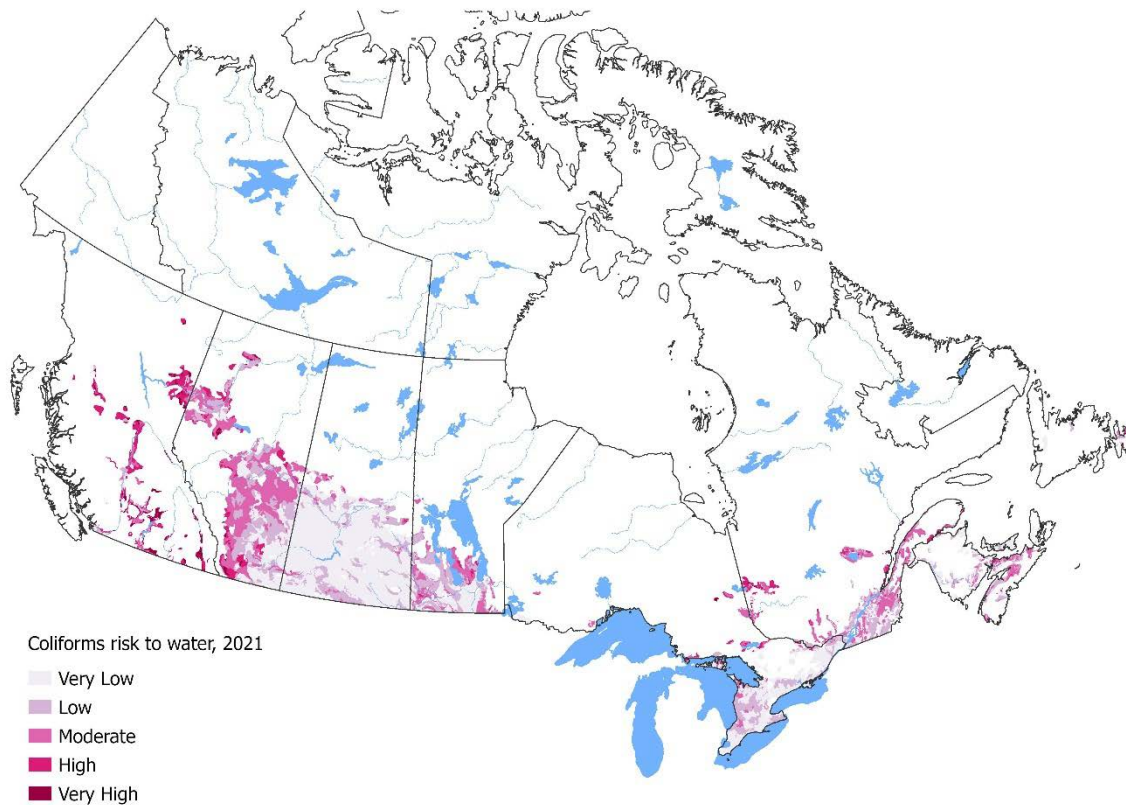 Coliforms risk to water, 2021
Very Low
Low
Moderate
High
Very High